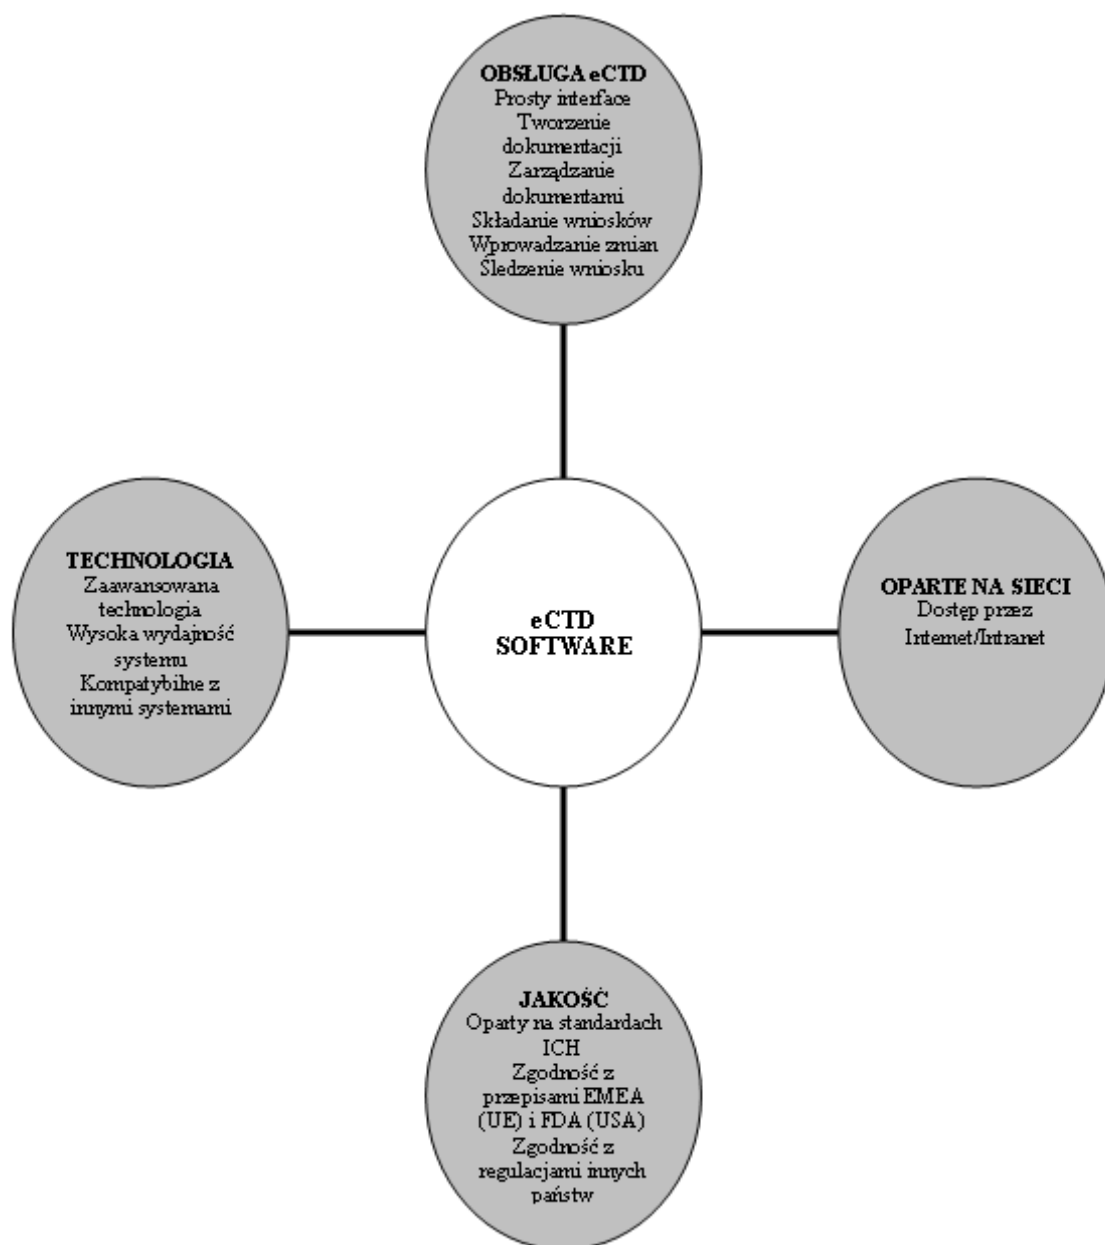 OBSŁUGA eCTD
Prosty interface
Tworzenie
dokumentacji
Zarządzanie
dokumentami
Składanie wniosków
Wprowadzanie zmian
Śledzenie wniosku
TECHNOLOGIA
Zaawansowana
technologia
Wysoka wydajność
systemu
Kompatybilne z
innymi systemami
eCTD
SOFTWARE
OPARTE NA SIECI
Dostęp przez
Internet/Intranet
JAKOŚĆ
Oparty na standardach
ICH
Zgodność z
przepisami EMEA
(UE) i FDA (USA)
Zgodność z
regulacjami innych
państw